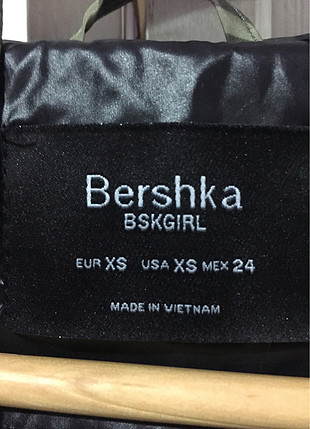 Bershka
BSKGIRL
EUR XS USA XS MEX 24
MADE IN VIETNAM